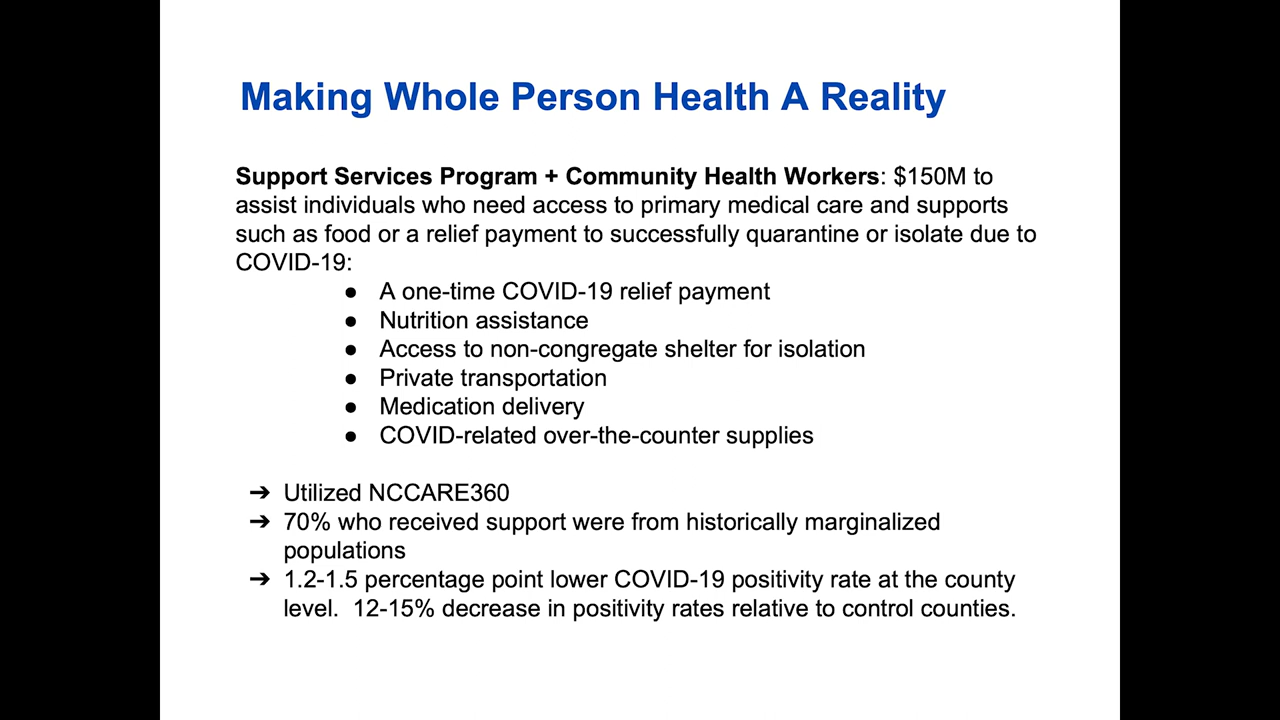 Making Whole Person Health A Reality
Support Services Program + Community Health Workers: $150M to
assist individuals who need access to primary medical care and supports
such as food or a relief payment to successfully quarantine or isolate due to
COVID-19:
● A one-time COVID-19 relief payment
● Nutrition assistance
● Access to non-congregate shelter for isolation
● Private transportation
● Medication delivery
● COVID-related over-the-counter supplies
➔ Utilized NCCARE360
➔ 70% who received support were from historically marginalized
populations
➔ 1.2-1.5 percentage point lower COVID-19 positivity rate at the county
level.  12-15% decrease in positivity rates relative to control counties.